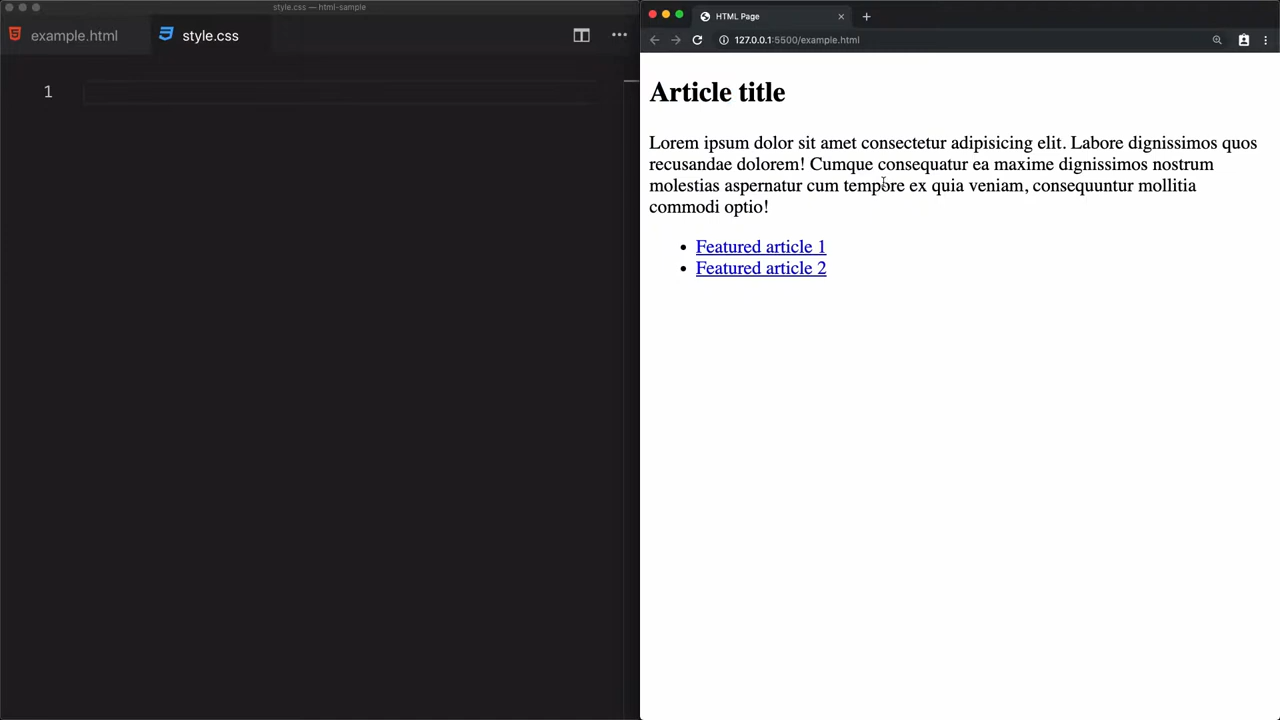 style.css — html-sample
example.html
style.css
1
HTML Page
127.0.0.1:5500/example.html
Article title
Lorem ipsum dolor sit amet consectetur adipisicing elit. Labore dignissimos quos
recusandae dolorem! Cumque consequatur ea maxime dignissimos nostrum
molestias aspernatur cum tempore ex quia veniam, consequuntur mollitia
commodi optio!
• Featured article 1
• Featured article 2